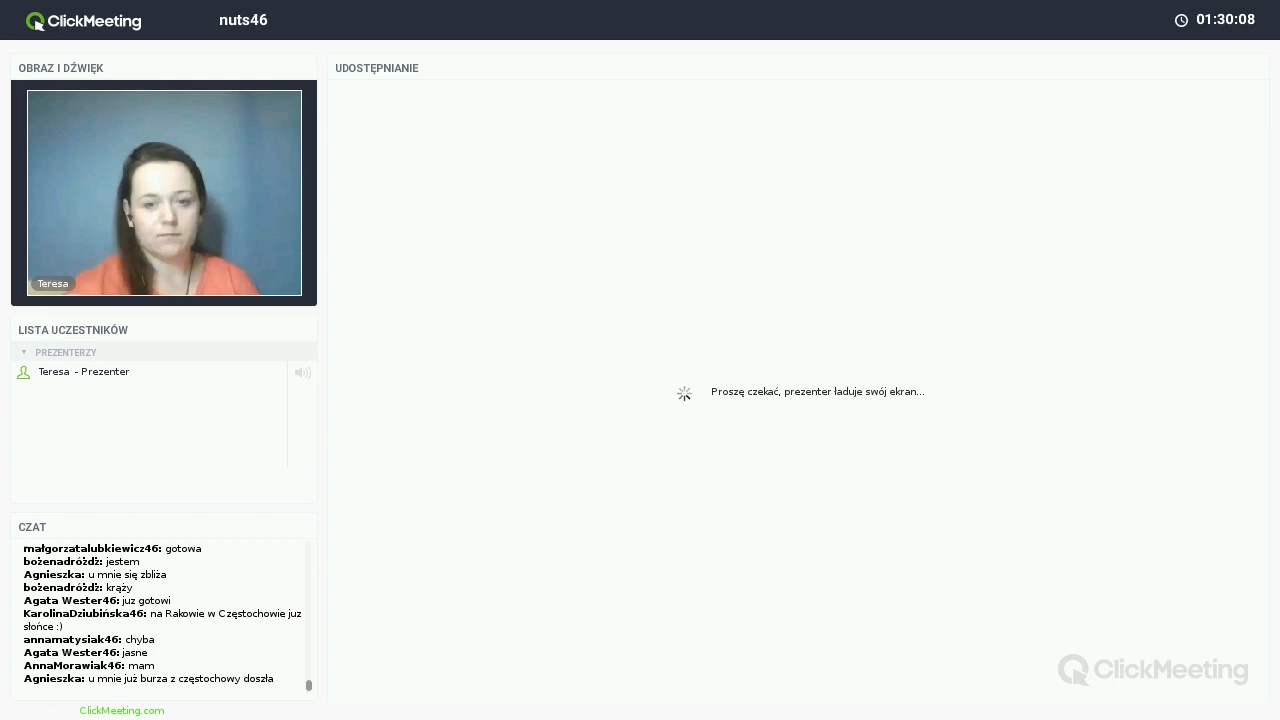 ClickMeeting
nuts46
01:30:08
OBRAZ I DŹWIĘK
Teresa
LISTA UCZESTNIKÓW
PREZENTERZY
Teresa - Prezenter
CZAT
małgorzatalubkiewicz46: gotowa
bożenadróżdż: jestem
Agnieszka: u mnie się zbliża
bożenadróżdż: krąży
Agata Wester46: juz gotowi
KarolinaDziubińska46: na Rakowie w Częstochowie juz
słońce :)
annamatysiak46: chyba
Agata Wester46: jasne
AnnaMorawiak46: mam
Agnieszka: u mnie już burza z częstochowy doszła
ClickMeeting.com
UDOSTĘPNIANIE
Proszę czekać, prezenter ładuje swój ekran...
ClickMeeting